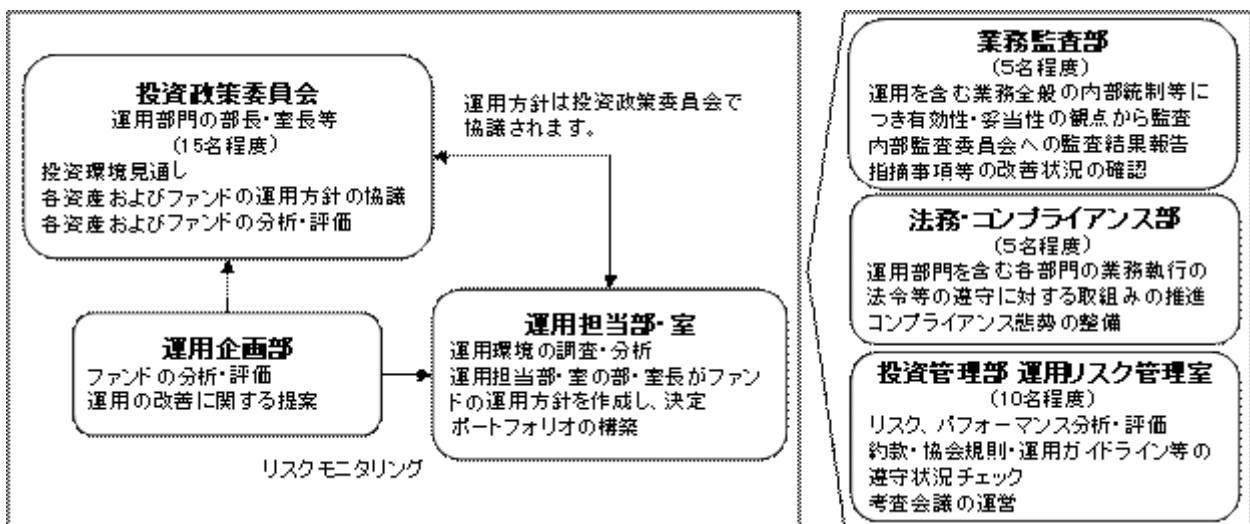 投資政策委員会
運用部門の部長・室長等
(15名程度)
投資環境見通し
各資産およびファンドの運用方針の協議
各資産およびファンドの分析・評価
運用方針は投資政策委員会で
協議されます。
運用企画部
ファンドの分析・評価
運用の改善に関する提案
運用担当部・室
運用環境の調査・分析
運用担当部・室の部・室長がファン
ドの運用方針を作成し、決定
ポートフォリオの構築
リスクモニタリング
業務監査部
(5名程度)
運用を含む業務全般の内部統制等に
つき有効性・妥当性の観点から監査
内部監査委員会への監査結果報告
指摘事項等の改善状況の確認
法務・コンプライアンス部
(5名程度)
運用部門を含む各部門の業務執行の
法令等の遵守に対する取組みの推進
コンプライアンス態勢の整備
投資管理部 運用リスク管理室
(10名程度)
リスク、パフォーマンス分析・評価
約款・協会規則・運用ガイドライン等の
遵守状況チェック
考査会議の運営